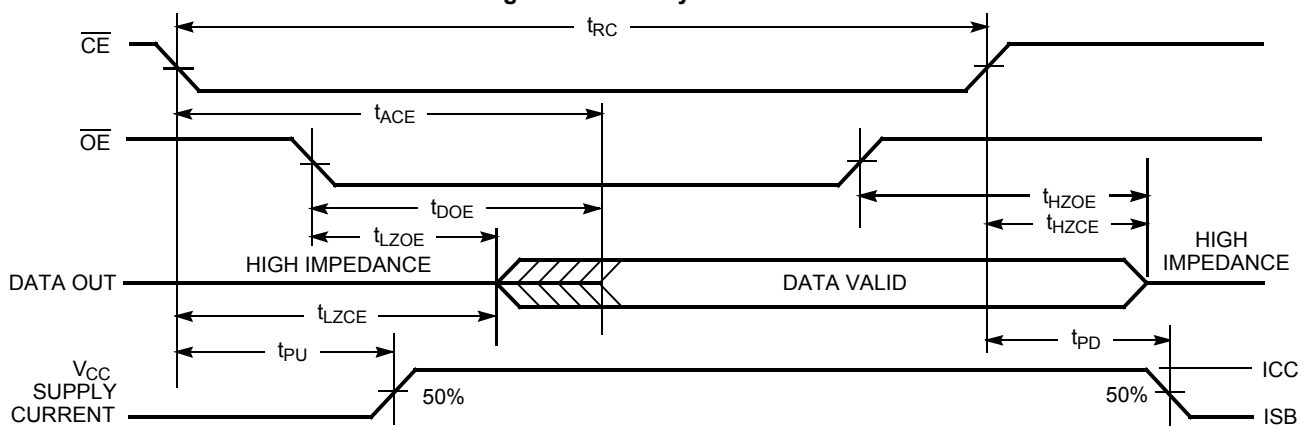 tRC
CE
tACE
OE
tDOE
tHZOE
tLZOE
tHZCE
HIGH IMPEDANCE
HIGH
IMPEDANCE
DATA OUT
DATA VALID
tLZCE
tPU
tPD
VCC
SUPPLY
CURRENT
50%
50%
ICC
ISB